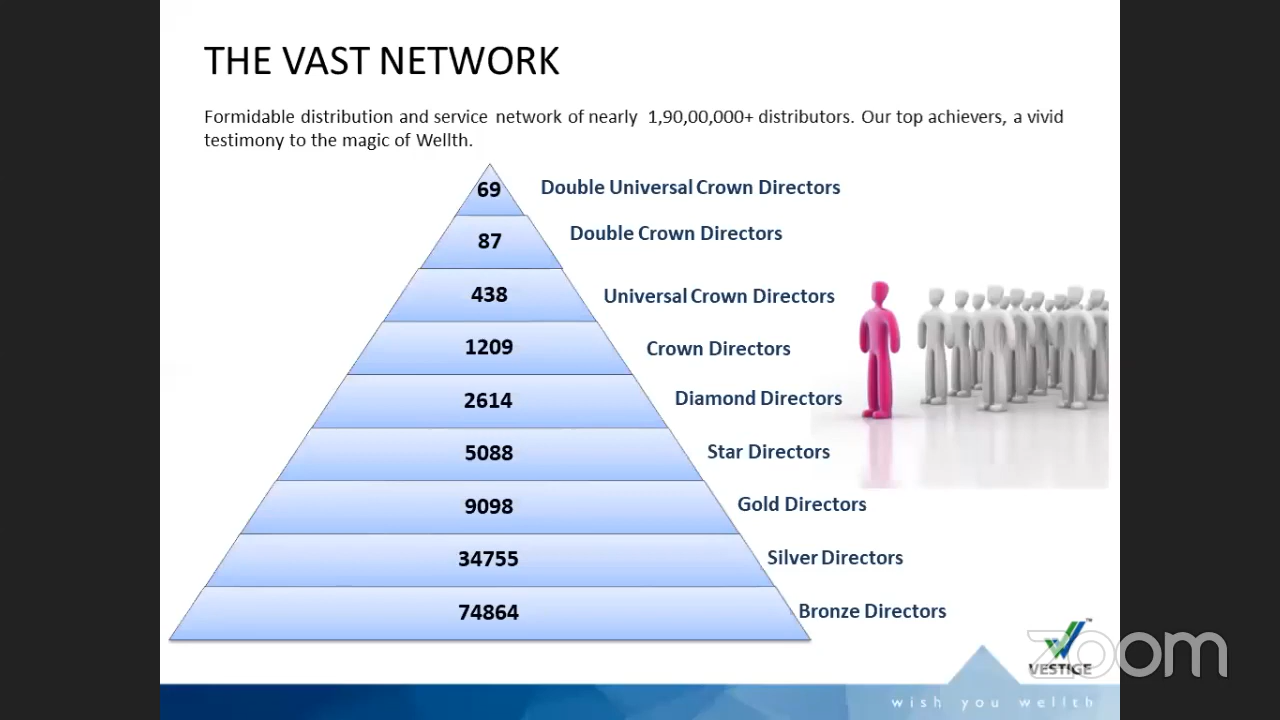 THE VAST NETWORK
Formidable distribution and service network of nearly 1,90,00,000+ distributors. Our top achievers, a vivid
testimony to the magic of Wellth.
69 Double Universal Crown Directors
87 Double Crown Directors
438 Universal Crown Directors
1209 Crown Directors
2614 Diamond Directors
5088 Star Directors
9098 Gold Directors
34755 Silver Directors
74864 Bronze Directors
TM
zoom
VESTIGE
wish you wellth